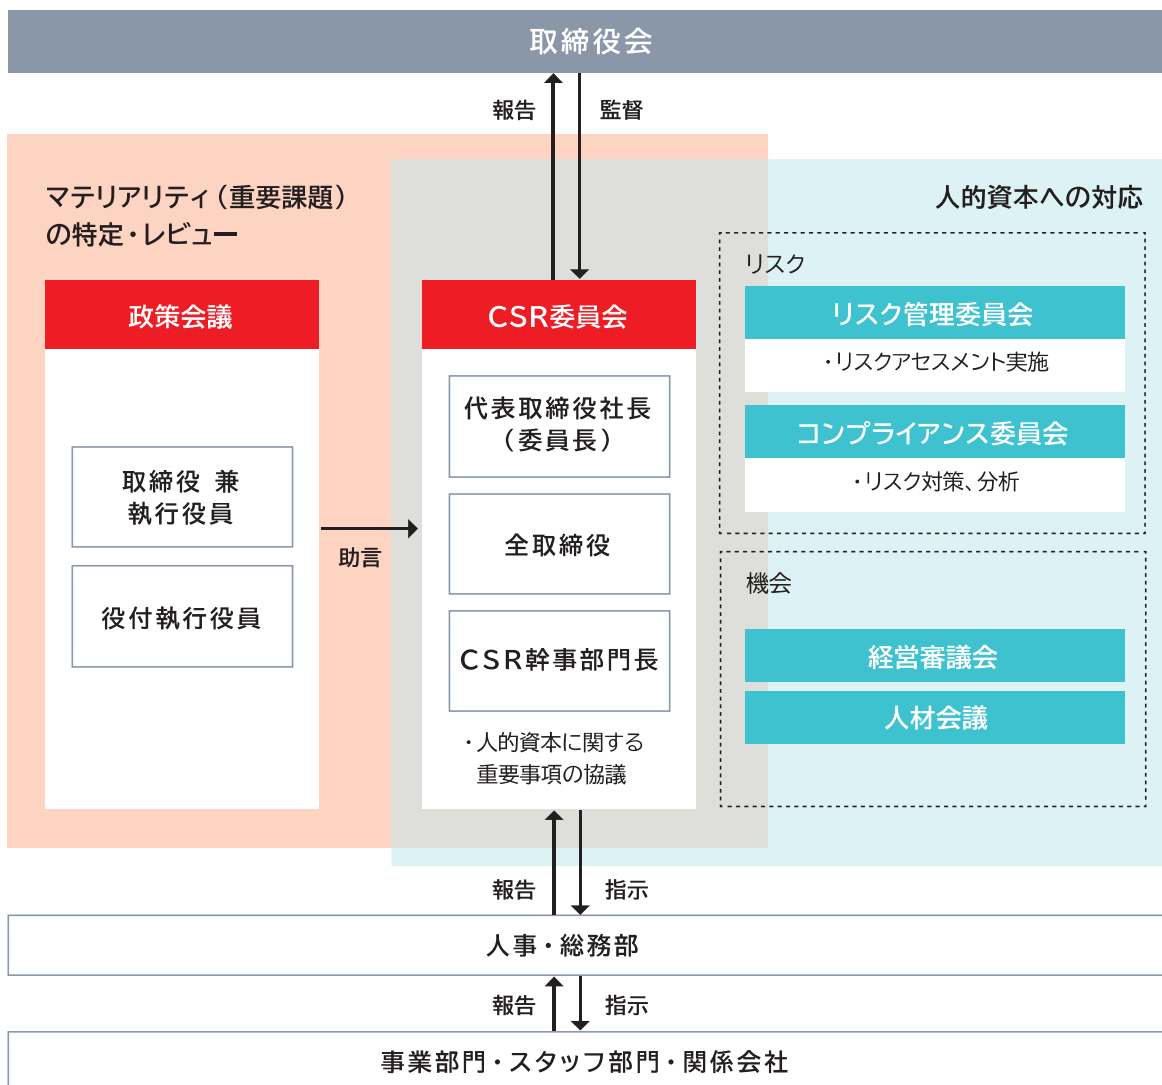 取締役会
報告
監督
マテリアリティ（重要課題）
の特定・レビュー
政策会議
取締役 兼
執行役員
役付執行役員
助言
CSR委員会
代表取締役社長
（委員長）
全取締役
CSR幹事部門長
・人的資本に関する
重要事項の協議
人的資本への対応
リスク
リスク管理委員会
・リスクアセスメント実施
コンプライアンス委員会
・リスク対策、分析
機会
経営審議会
人材会議
報告
指示
人事・総務部
報告
指示
事業部門・スタッフ部門・関係会社